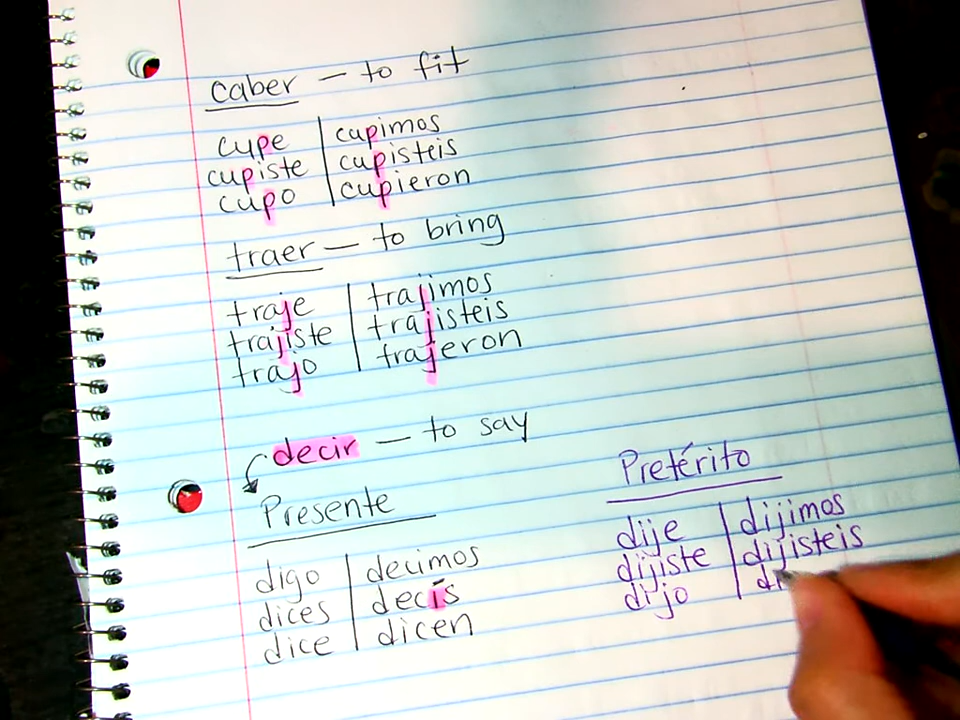 caber – to fit
cupe | cupimos
cupiste | cupisteis
cupo | cupieron
traer – to bring
traje | trajimos
trajiste | trajisteis
trajo | trajeron
decir – to say
Presente
digo | decimos
dices | decís
dice | dicen
Pretérito
dije | dijimos
dijiste | dijisteis
dijo | di